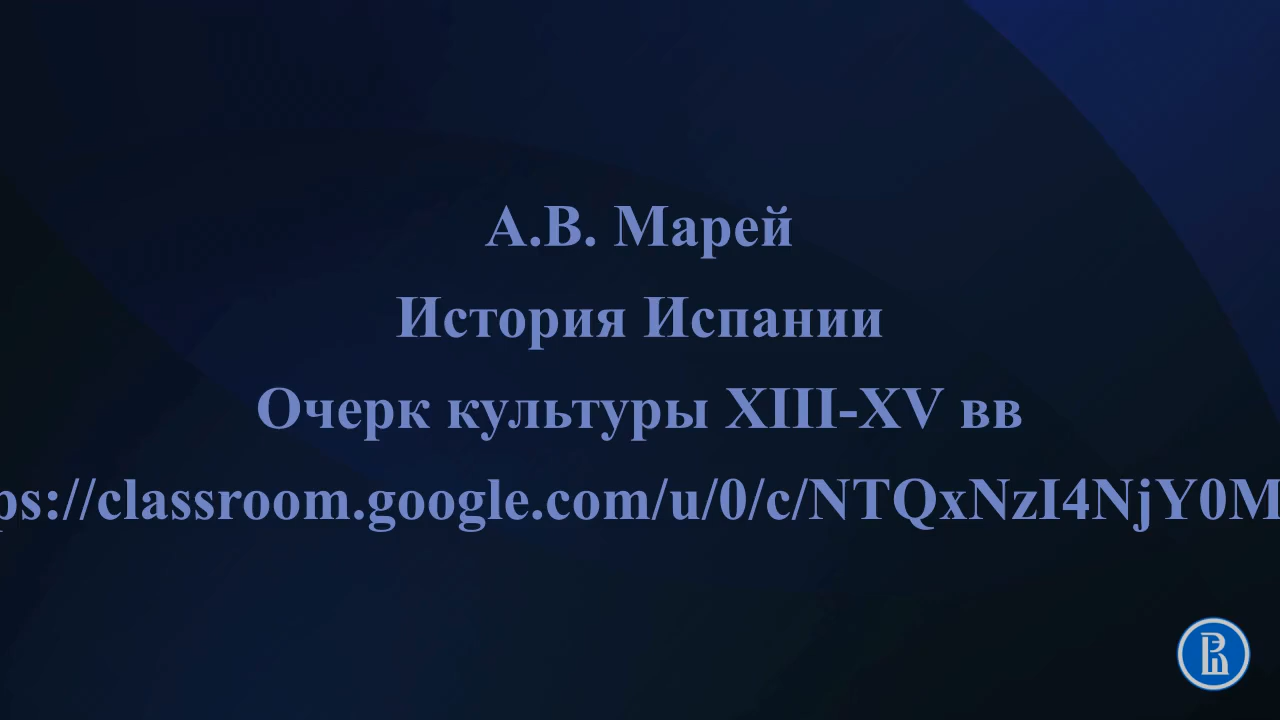 А.В. Марей
История Испании
Очерк культуры XIII-XV вв
ps://classroom.google.com/u/0/c/NTQxNzI4NjY0M